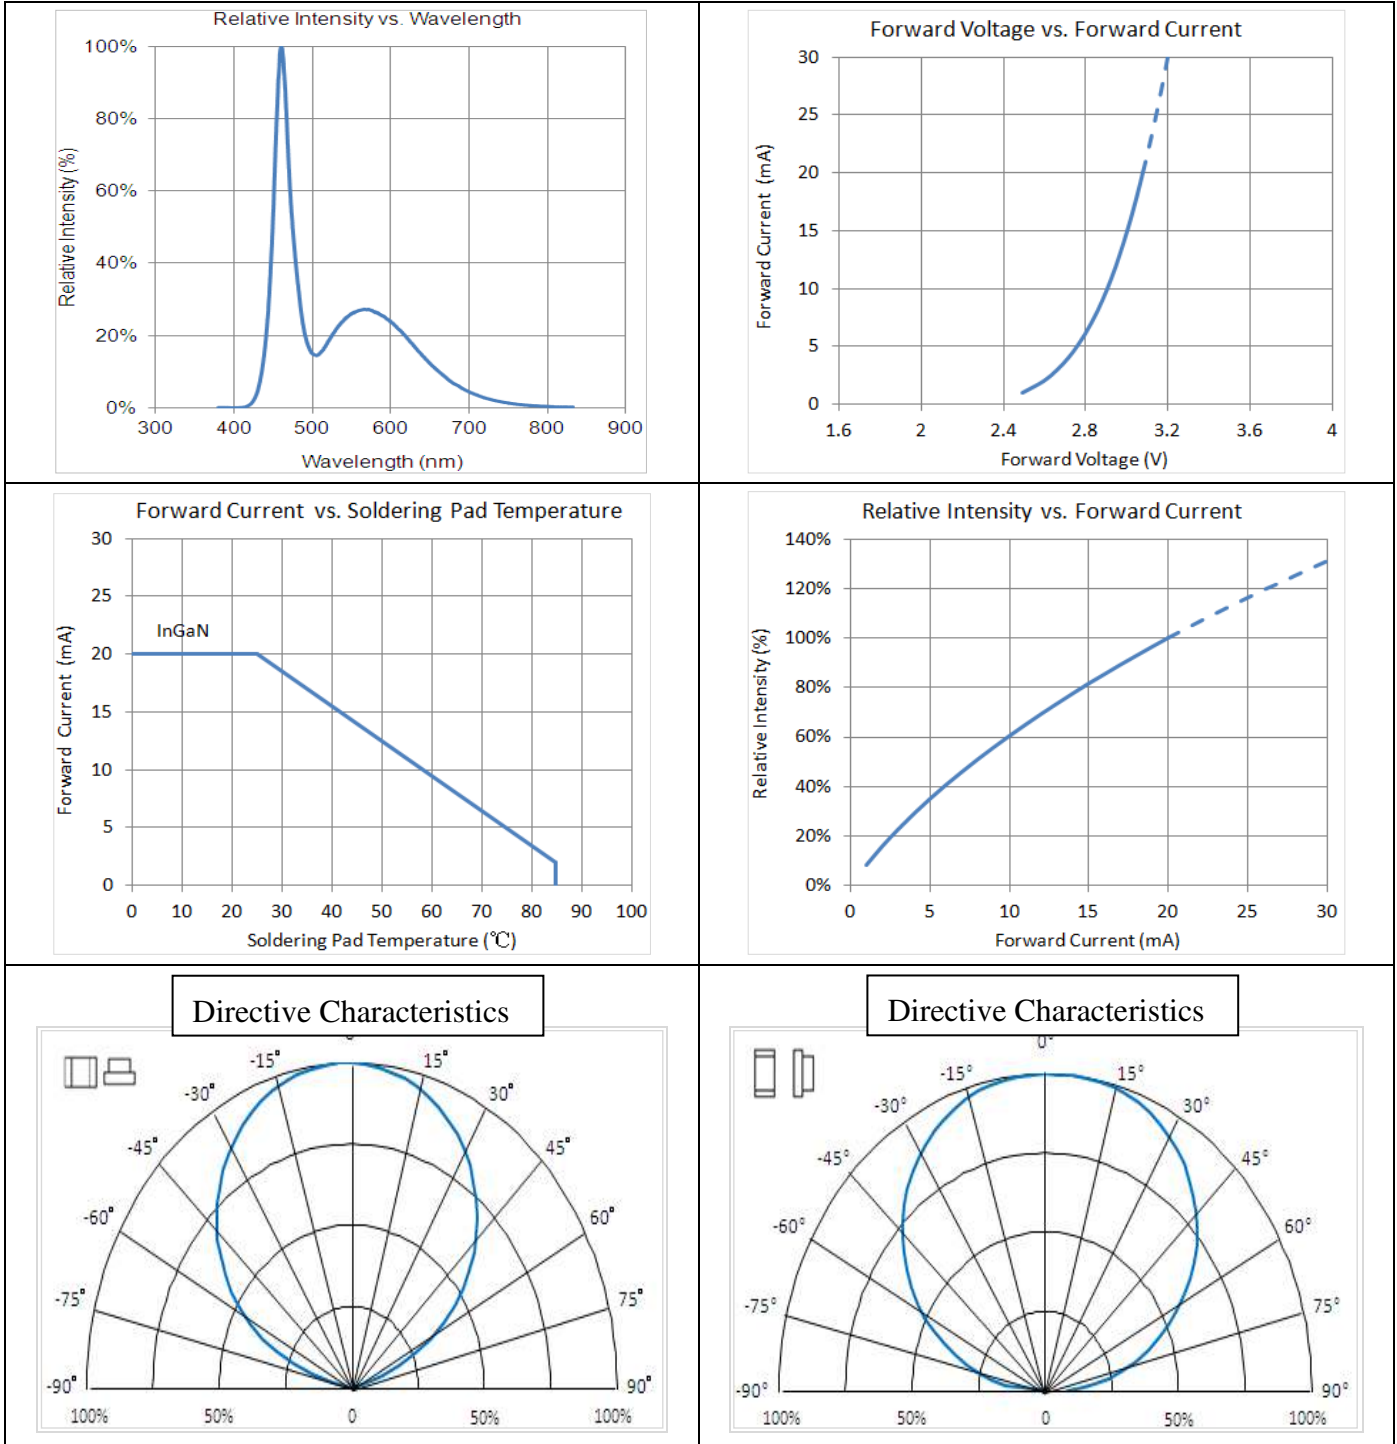 Relative Intensity vs. Wavelength
100%
80%
60%
40%
20%
0%
Relative Intensity (%)
300 400 500 600 700 800 900
Wavelength (nm)
Forward Voltage vs. Forward Current
30
25
20
15
10
5
0
Forward Current (mA)
1.6 2 2.4 2.8 3.2 3.6 4
Forward Voltage (V)
Forward Current vs. Soldering Pad Temperature
30
25
20
15
10
5
0
InGaN
Forward Current (mA)
0 10 20 30 40 50 60 70 80 90 100
Soldering Pad Temperature (℃)
Relative Intensity vs. Forward Current
140%
120%
100%
80%
60%
40%
20%
0%
Relative Intensity (%)
0 5 10 15 20 25 30
Forward Current (mA)
Directive Characteristics
-15° 15°
-30° 30°
-45° 45°
-60° 60°
-75° 75°
-90° 90°
100% 50% 0 50% 100%
Directive Characteristics
0°
-15° 15°
-30° 30°
-45° 45°
-60° 60°
-75° 75°
-90° 90°
100% 50% 0 50% 100%